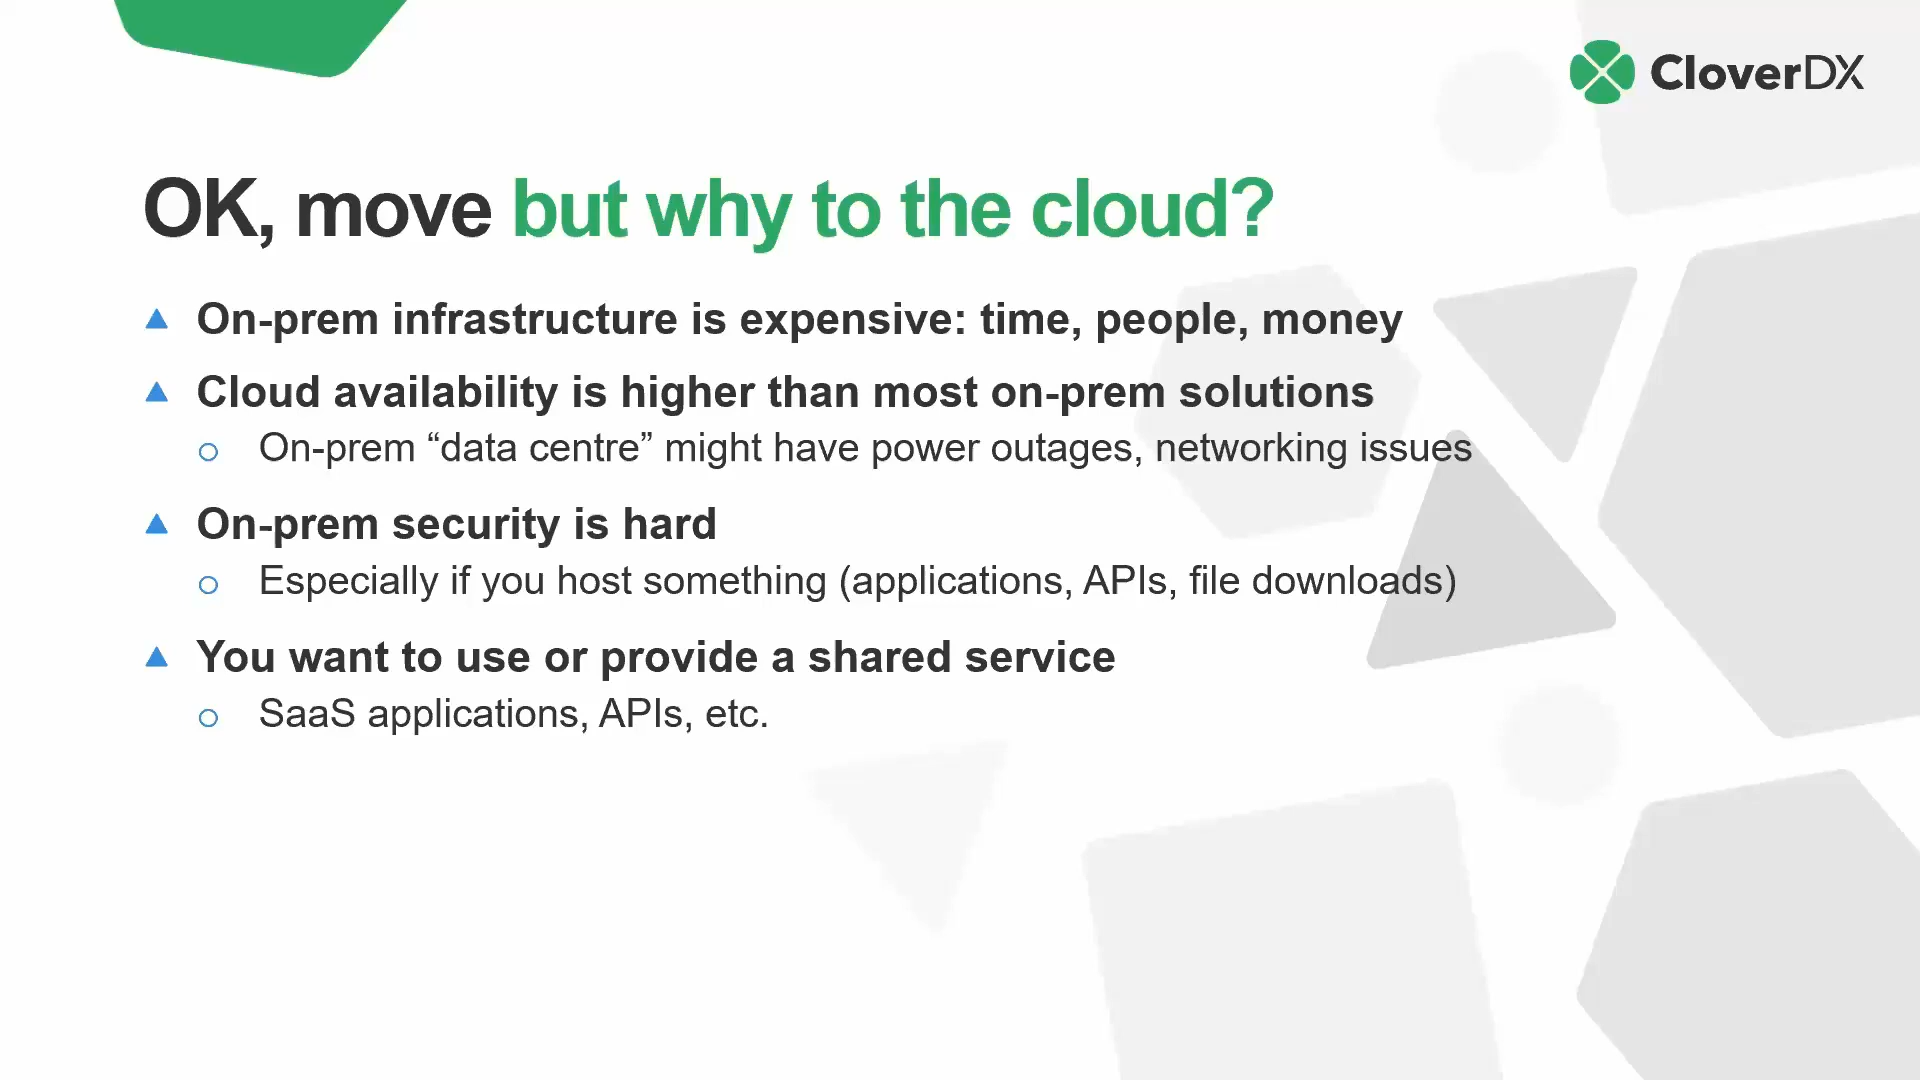 CloverDX
OK, move but why to the cloud?
On-prem infrastructure is expensive: time, people, money
Cloud availability is higher than most on-prem solutions
On-prem “data centre” might have power outages, networking issues
On-prem security is hard
Especially if you host something (applications, APIs, file downloads)
You want to use or provide a shared service
SaaS applications, APIs, etc.